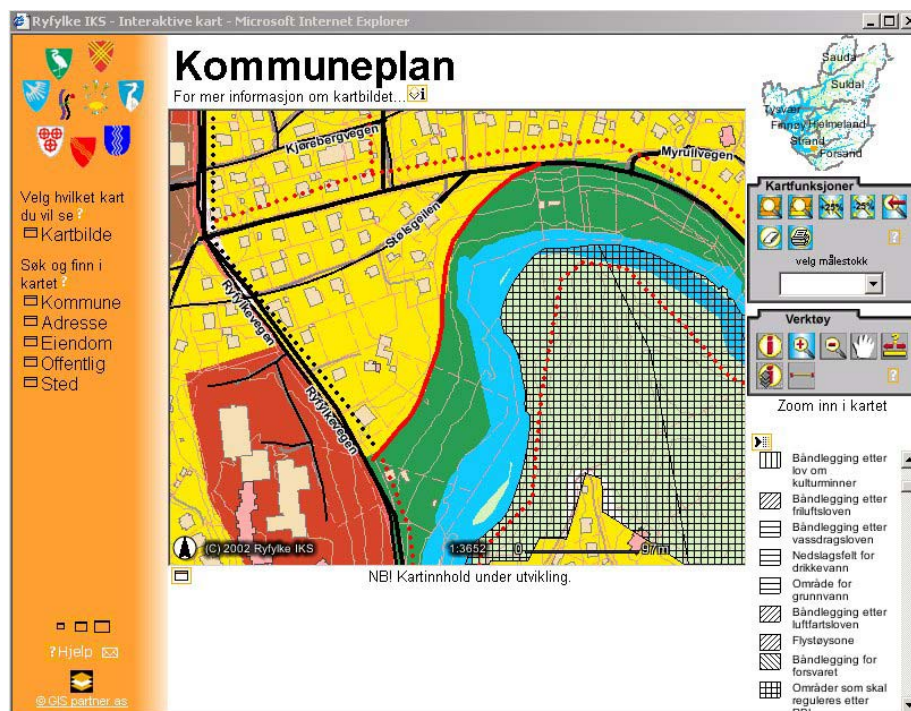 Ryfylke IKS - Interaktive kart - Microsoft Internet Explorer
Kommuneplan
For mer informasjon om kartbildet...
Velg hvilket kart
du vil se ?
Kartbilde
Søk og finn i
kartet ?
Kommune
Adresse
Eiendom
Offentlig
Sted
?Hjelp
© GIS partner as
Kjørebergvegen
Myrullvegen
Stølsgeilen
Ryfylkevegen
Ryfylkevegen
(C) 2002 Ryfylke IKS
1:3652
0
97m
NB! Kartinnhold under utvikling.
Sauda
Suldal
Tysvær
Finnøy
Hjelmeland
Strand
Forsand
Kartfunksjoner
+25%
-25%
?
velg målestokk
Verktøy
?
Zoom inn i kartet
Båndlegging etter
lov om
kulturminner
Båndlegging etter
friluftsloven
Båndlegging etter
vassdragsloven
Nedslagsfelt for
drikkevann
Område for
grunnvann
Båndlegging etter
luftfartsloven
Flystøysone
Båndlegging for
forsvaret
Områder som skal
reguleres etter